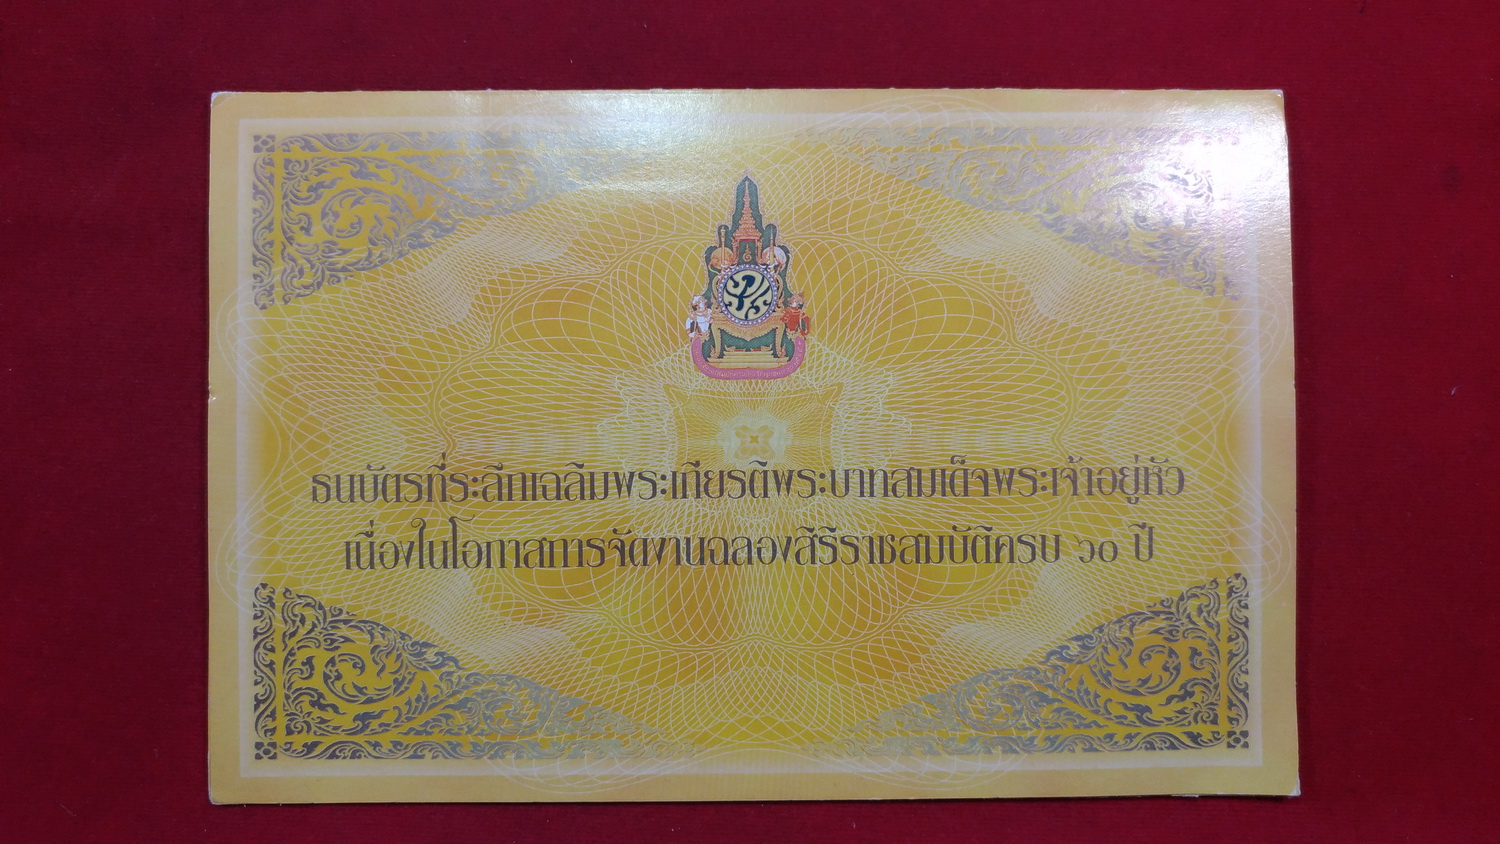 ธนบัตรที่ระลึกเฉลิมพระเกียรติพระบาทสมเด็จพระเจ้าอยู่หัว
เนื่องในโอกาสการจัดงานฉลองสิริราชสมบัติครบ ๖๐ ปี